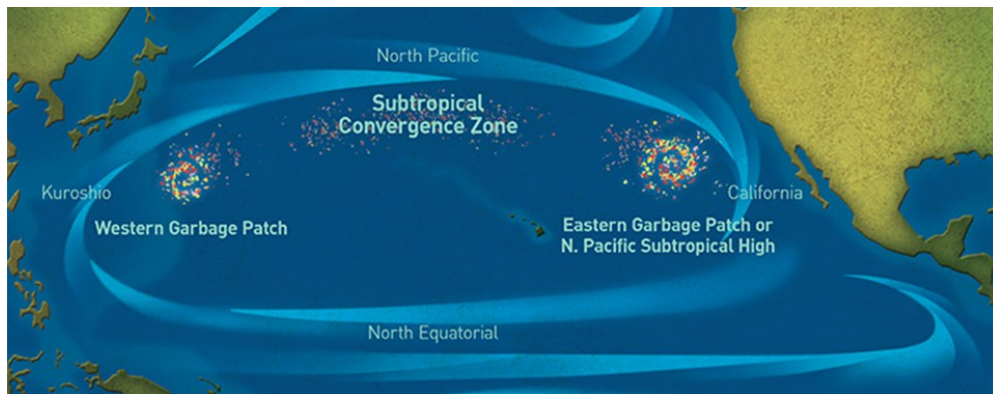 North Pacific
Subtropical
Convergence Zone
Kuroshio
California
Western Garbage Patch
Eastern Garbage Patch or
N. Pacific Subtropical High
North Equatorial